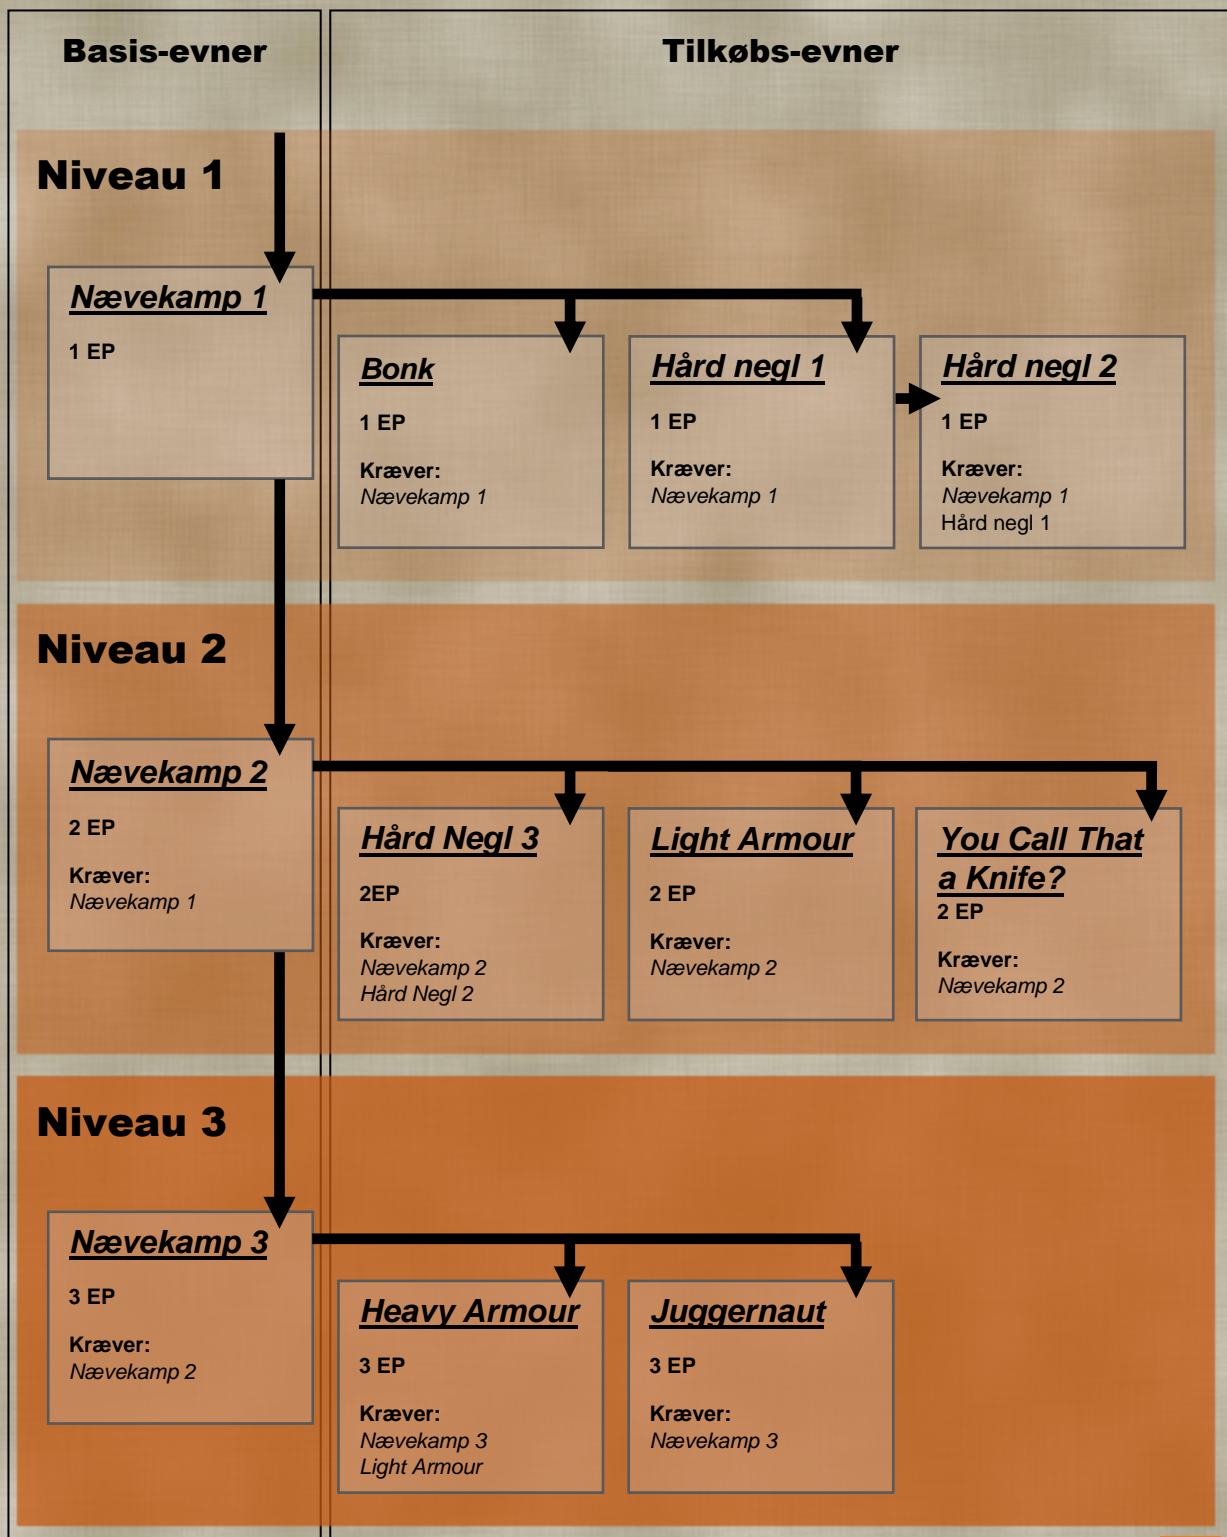 Basis-evner
Tilkøbs-evner
Niveau 1
Nævekamp 1
1 EP
Bonk
1 EP
Kræver:
Nævekamp 1
Hård negl 1
1 EP
Kræver:
Nævekamp 1
Hård negl 2
1 EP
Kræver:
Nævekamp 1
Hård negl 1
Niveau 2
Nævekamp 2
2 EP
Kræver:
Nævekamp 1
Hård Negl 3
2EP
Kræver:
Nævekamp 2
Hård Negl 2
Light Armour
2 EP
Kræver:
Nævekamp 2
You Call That
a Knife?
2 EP
Kræver:
Nævekamp 2
Niveau 3
Nævekamp 3
3 EP
Kræver:
Nævekamp 2
Heavy Armour
3 EP
Kræver:
Nævekamp 3
Light Armour
Juggernaut
3 EP
Kræver:
Nævekamp 3